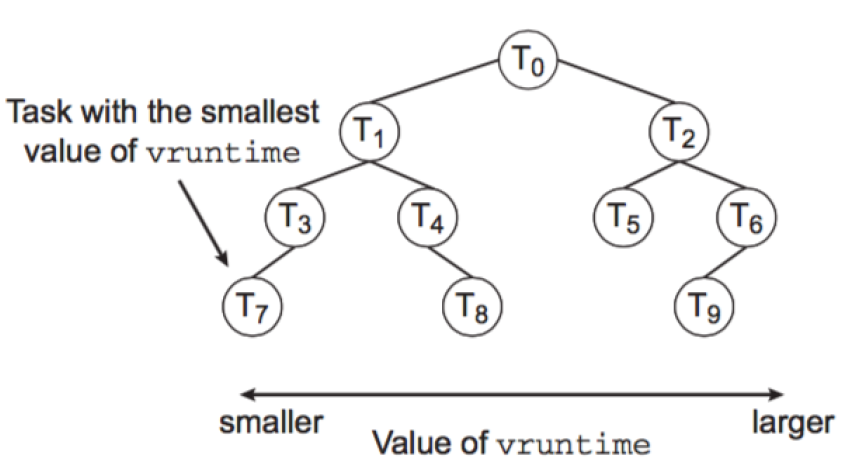 T0
Task with the smallest
value of vruntime
T1
T2
T3
T4
T5
T6
T7
T8
T9
smaller
larger
Value of vruntime